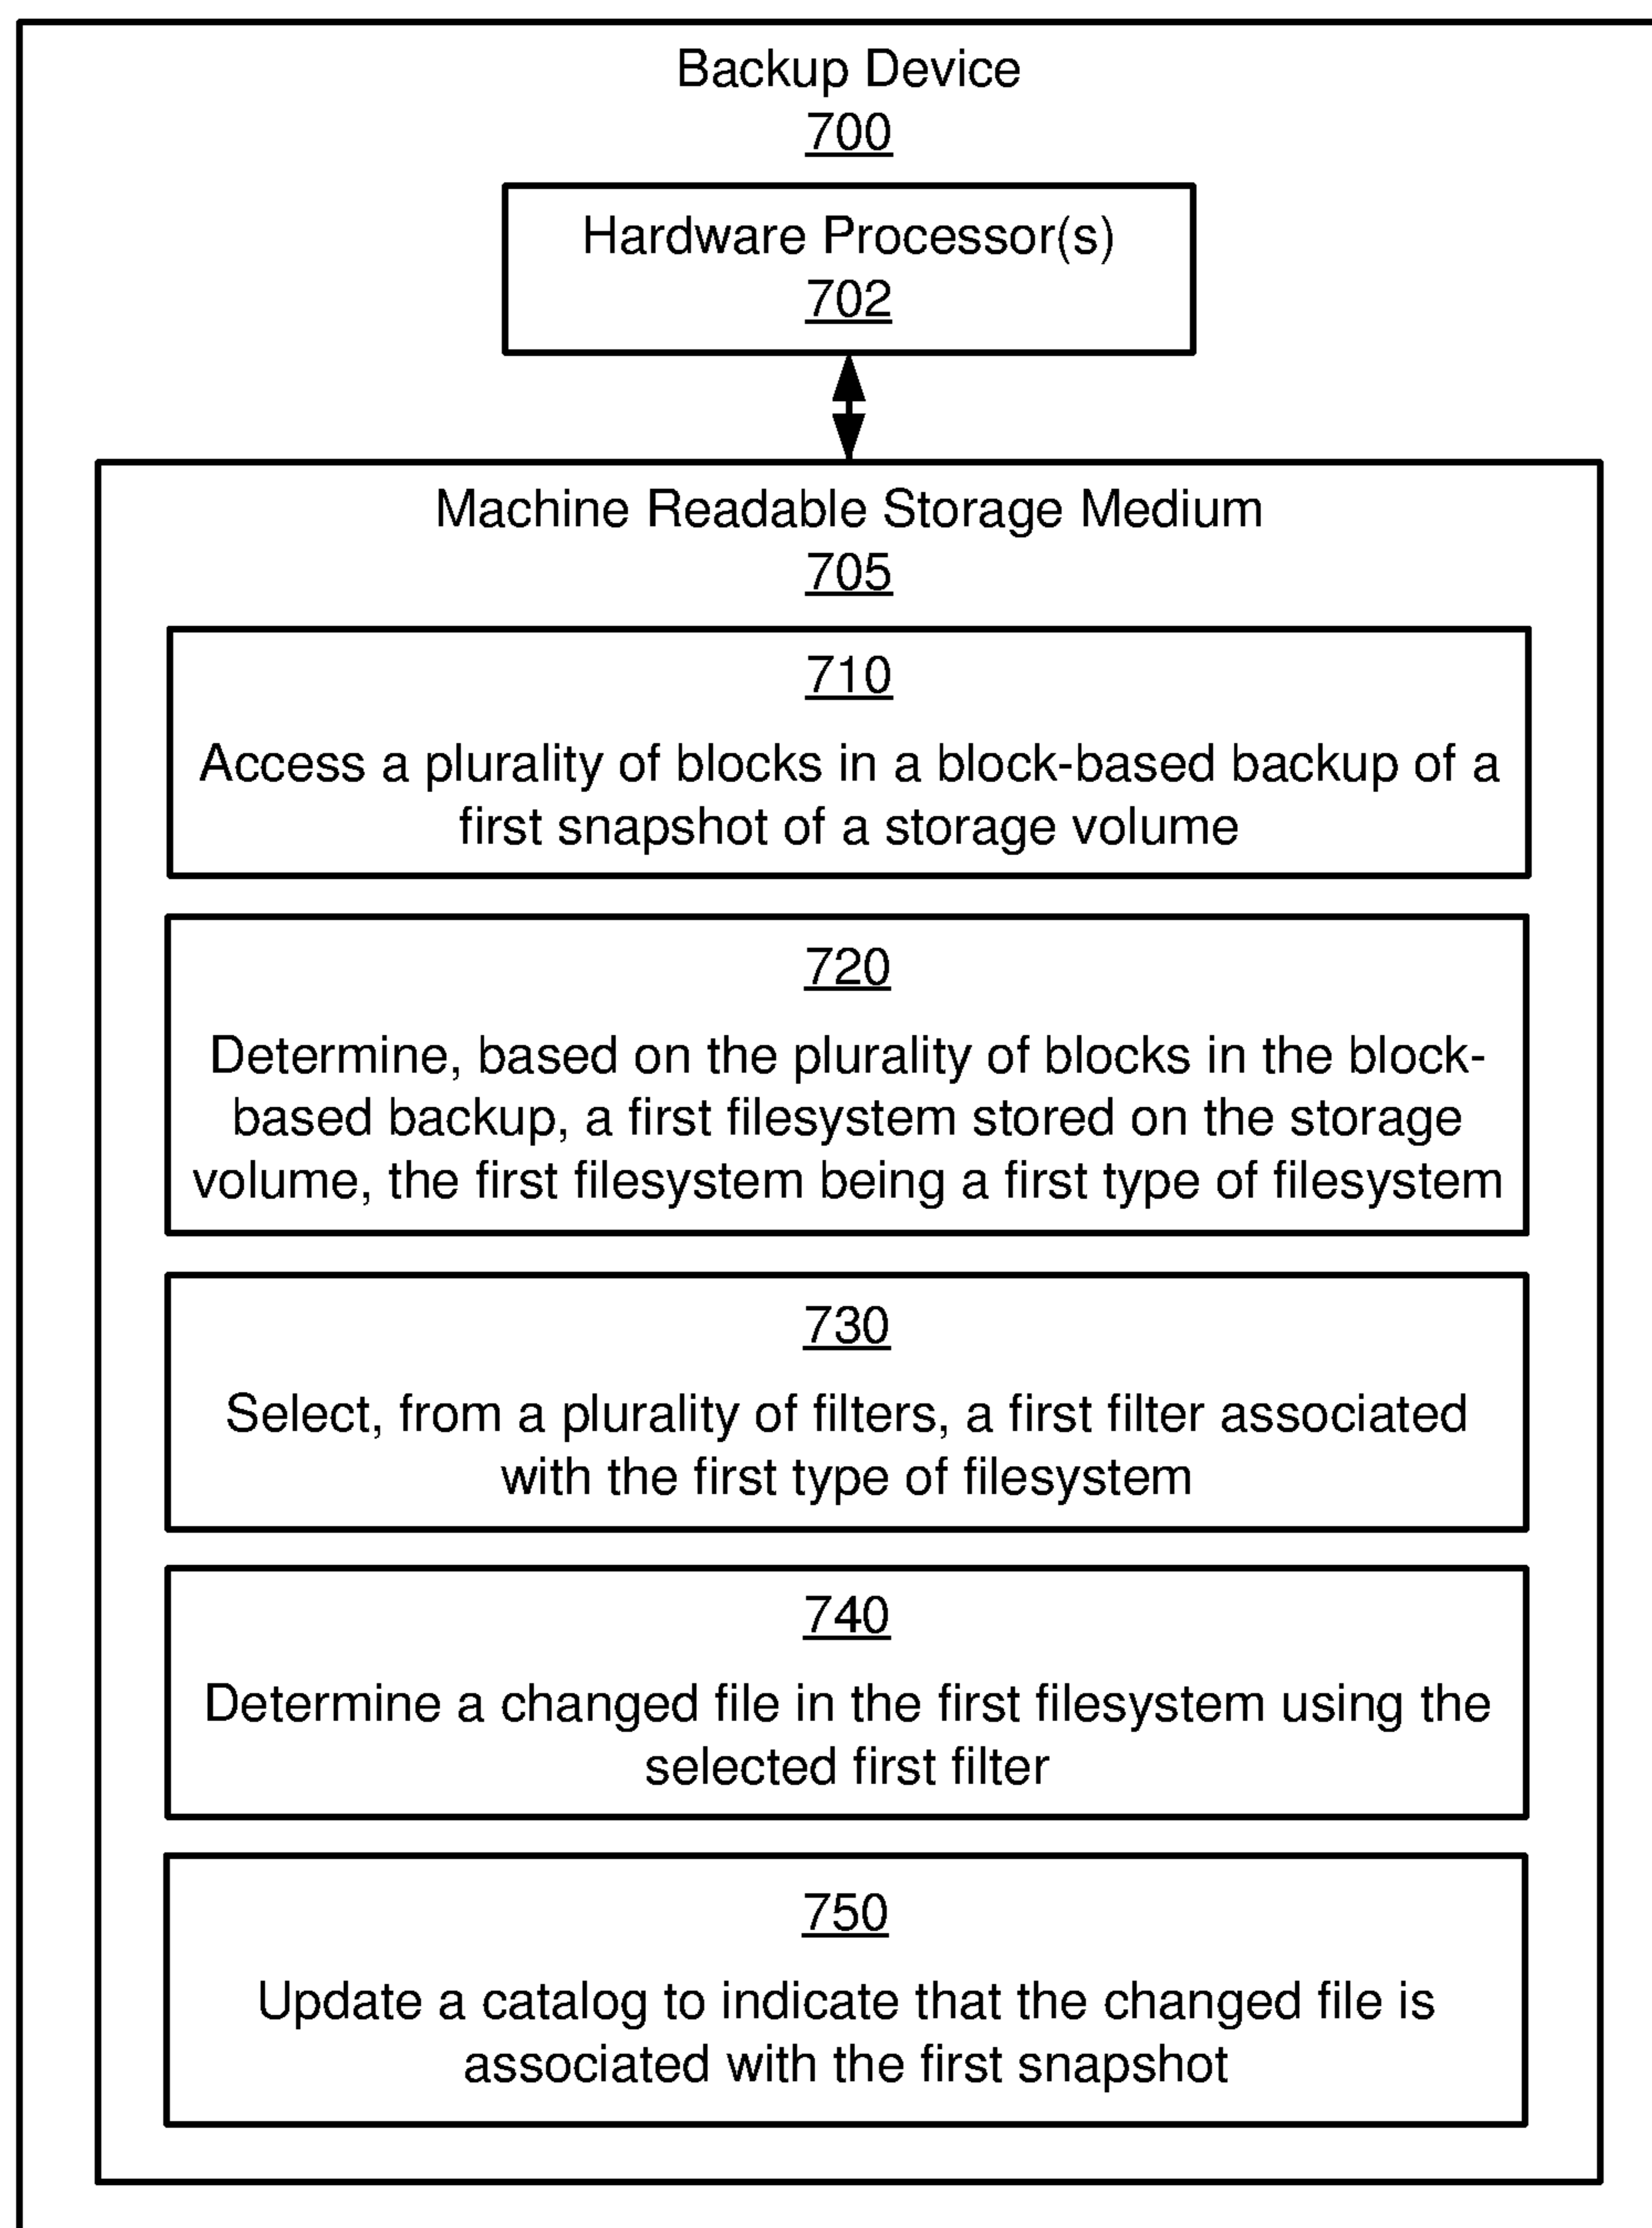 Backup Device
700
Hardware Processor(s)
702
Machine Readable Storage Medium
705
710
Access a plurality of blocks in a block-based backup of a
first snapshot of a storage volume
720
Determine, based on the plurality of blocks in the block-
based backup, a first filesystem stored on the storage
volume, the first filesystem being a first type of filesystem
730
Select, from a plurality of filters, a first filter associated
with the first type of filesystem
740
Determine a changed file in the first filesystem using the
selected first filter
750
Update a catalog to indicate that the changed file is
associated with the first snapshot